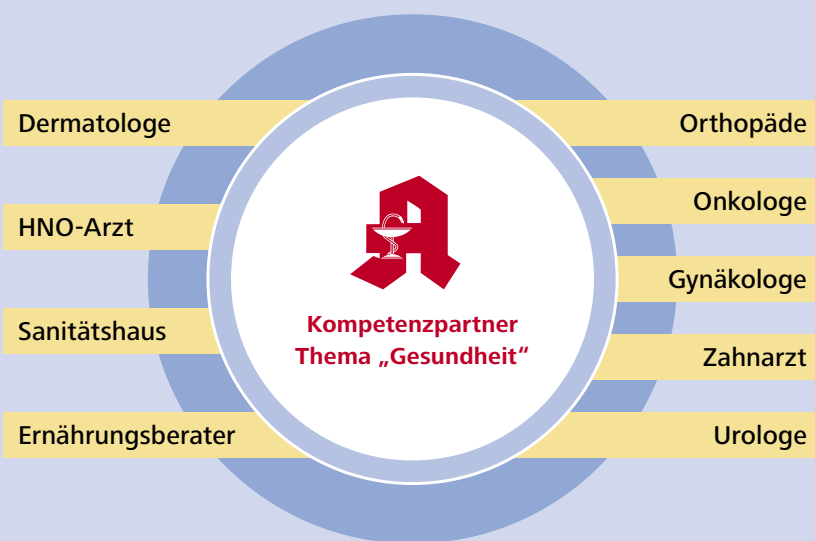 Dermatologe
HNO-Arzt
Sanitätshaus
Ernährungsberater
Kompetenzpartner
Thema „Gesundheit“
Orthopäde
Onkologe
Gynäkologe
Zahnarzt
Urologe